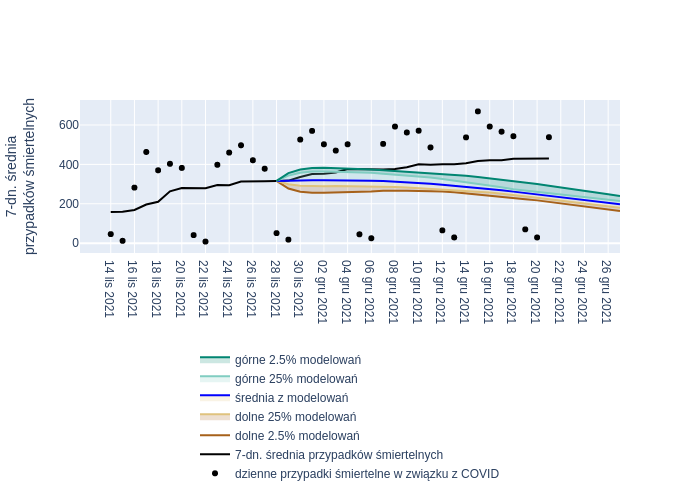 7-dn. średnia
przypadków śmiertelnych
600
400
200
0
14 lis 2021
16 lis 2021
18 lis 2021
20 lis 2021
22 lis 2021
24 lis 2021
26 lis 2021
28 lis 2021
30 lis 2021
02 gru 2021
04 gru 2021
06 gru 2021
08 gru 2021
10 gru 2021
12 gru 2021
14 gru 2021
16 gru 2021
18 gru 2021
20 gru 2021
22 gru 2021
24 gru 2021
26 gru 2021
górne 2.5% modelowań
górne 25% modelowań
średnia z modelowań
dolne 25% modelowań
dolne 2.5% modelowań
7-dn. średnia przypadków śmiertelnych
dzienne przypadki śmiertelne w związku z COVID